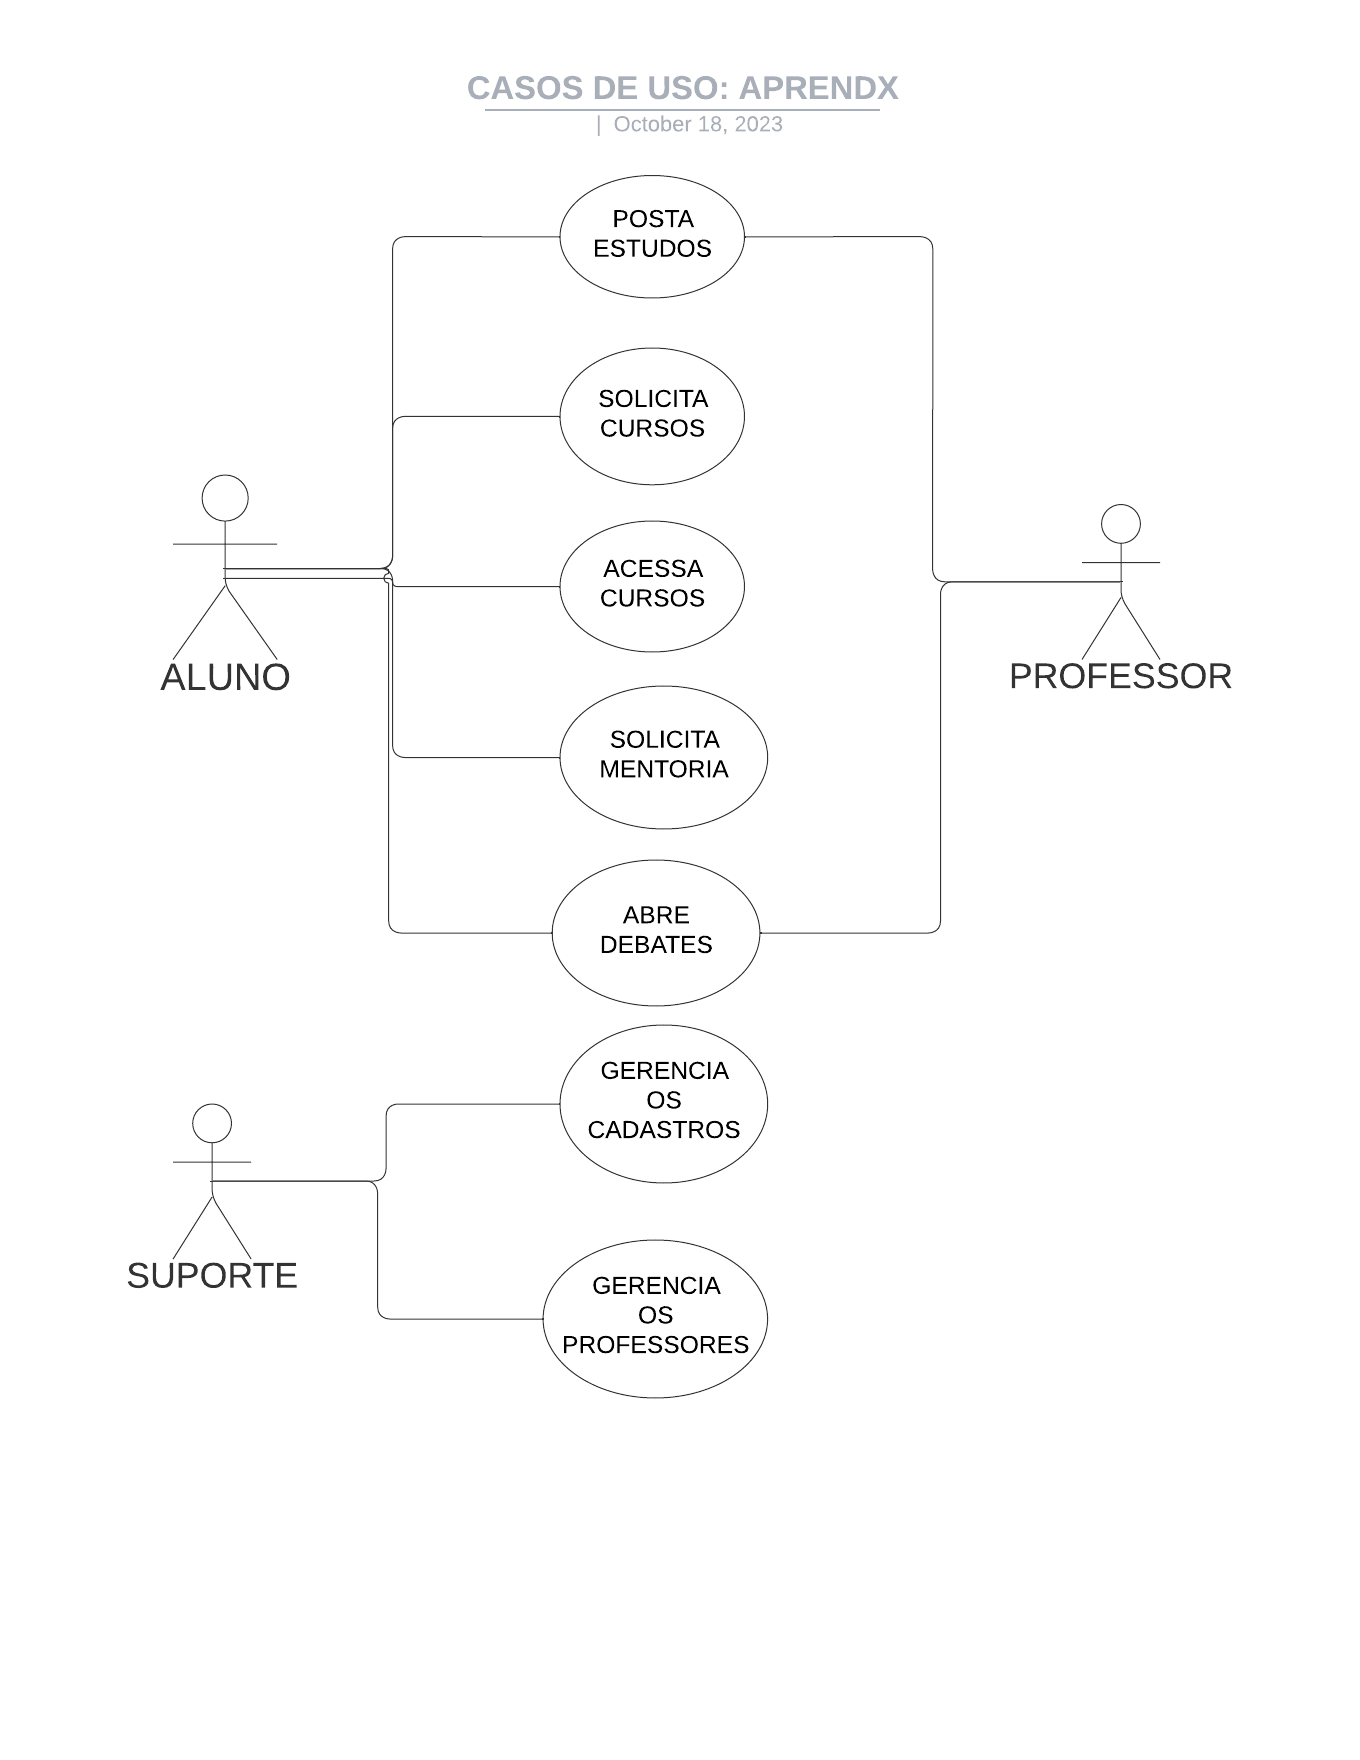 CASOS DE USO: APRENDX
| October 18, 2023
POSTA
ESTUDOS
SOLICITA
CURSOS
ACESSA
CURSOS
ALUNO
PROFESSOR
SOLICITA
MENTORIA
ABRE
DEBATES
GERENCIA
OS
CADASTROS
SUPORTE
GERENCIA
OS
PROFESSORES